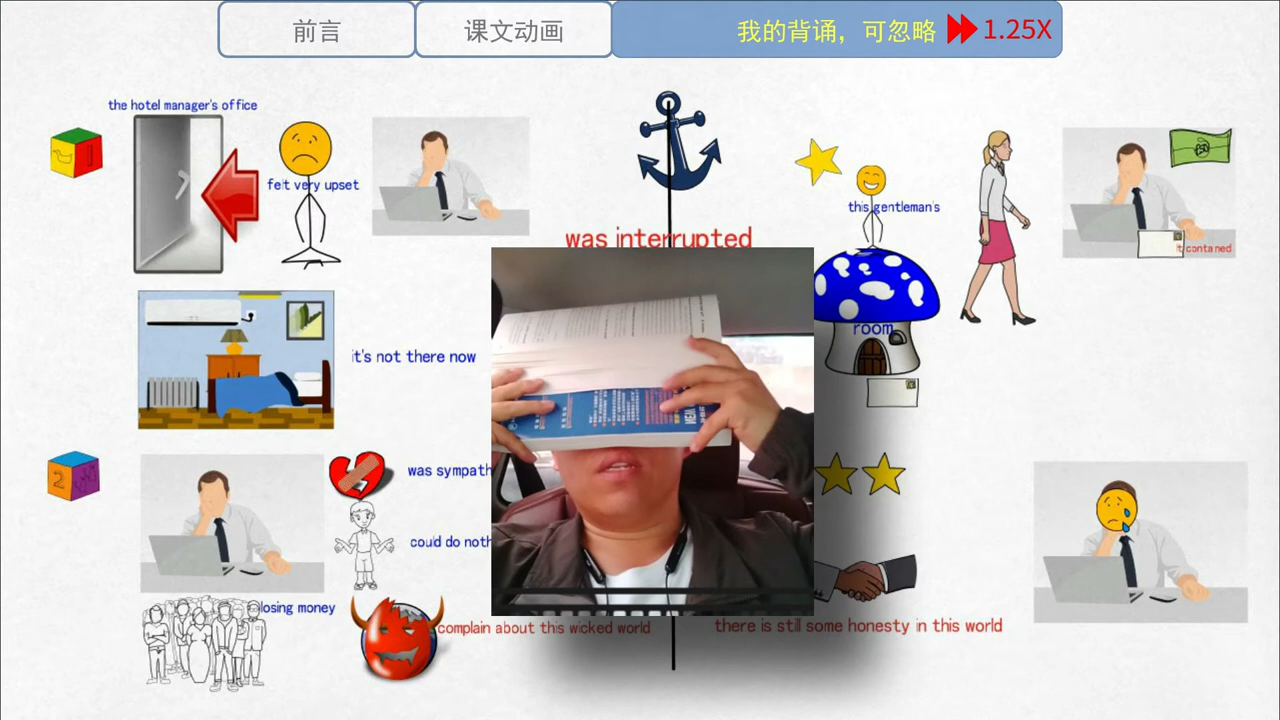 前言
课文动画
我的背诵，可忽略
1.25X
the hotel manager's office
felt very upset
was interrupted
this gentleman's
it contained
room
it's not there now
was sympath
could do noth
losing money
complain about this wicked world
there is still some honesty in this world